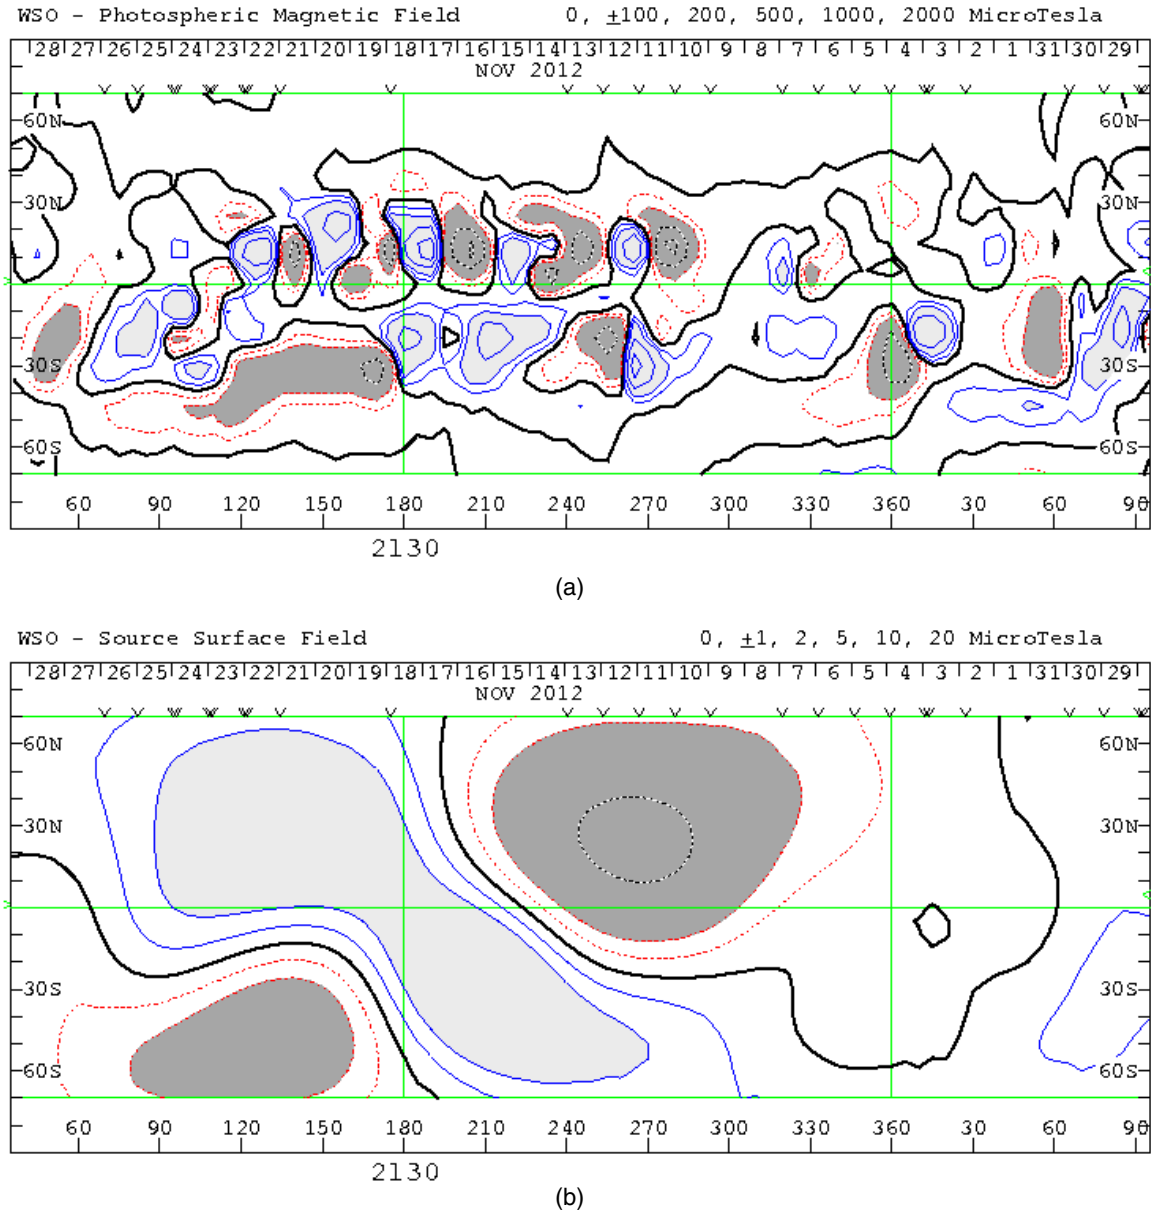 WSO - Photospheric Magnetic Field 0, ±100, 200, 500, 1000, 2000 MicroTesla
28 27 26 25 24 23 22 21 20 19 18 17 16 15 14 13 12 11 10 9 8 7 6 5 4 3 2 1 31 30 29
NOV 2012
60N 60N
30N 30N
30S 30S
60S 60S
60 90 120 150 180 210 240 270 300 330 360 30 60 90
2130
(a)
WSO - Source Surface Field 0, ±1, 2, 5, 10, 20 MicroTesla
28 27 26 25 24 23 22 21 20 19 18 17 16 15 14 13 12 11 10 9 8 7 6 5 4 3 2 1 31 30 29
NOV 2012
60N 60N
30N 30N
30S 30S
60S 60S
60 90 120 150 180 210 240 270 300 330 360 30 60 90
2130
(b)